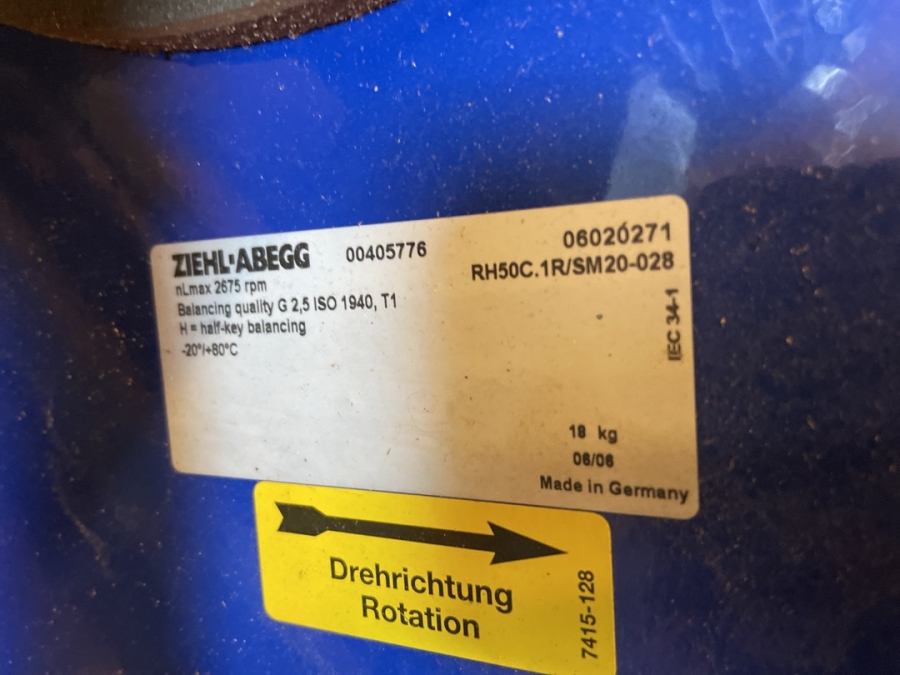 ZIEHL-ABEGG 00405776 06020271
RH50C.1R/SM20-028
nLmax 2675 rpm
Balancing quality G 2,5 ISO 1940, T1
H = half-key balancing
-20°/+80°C
IEC 34-1
18 kg
06/06
Made in Germany
Drehrichtung
Rotation
7415-128